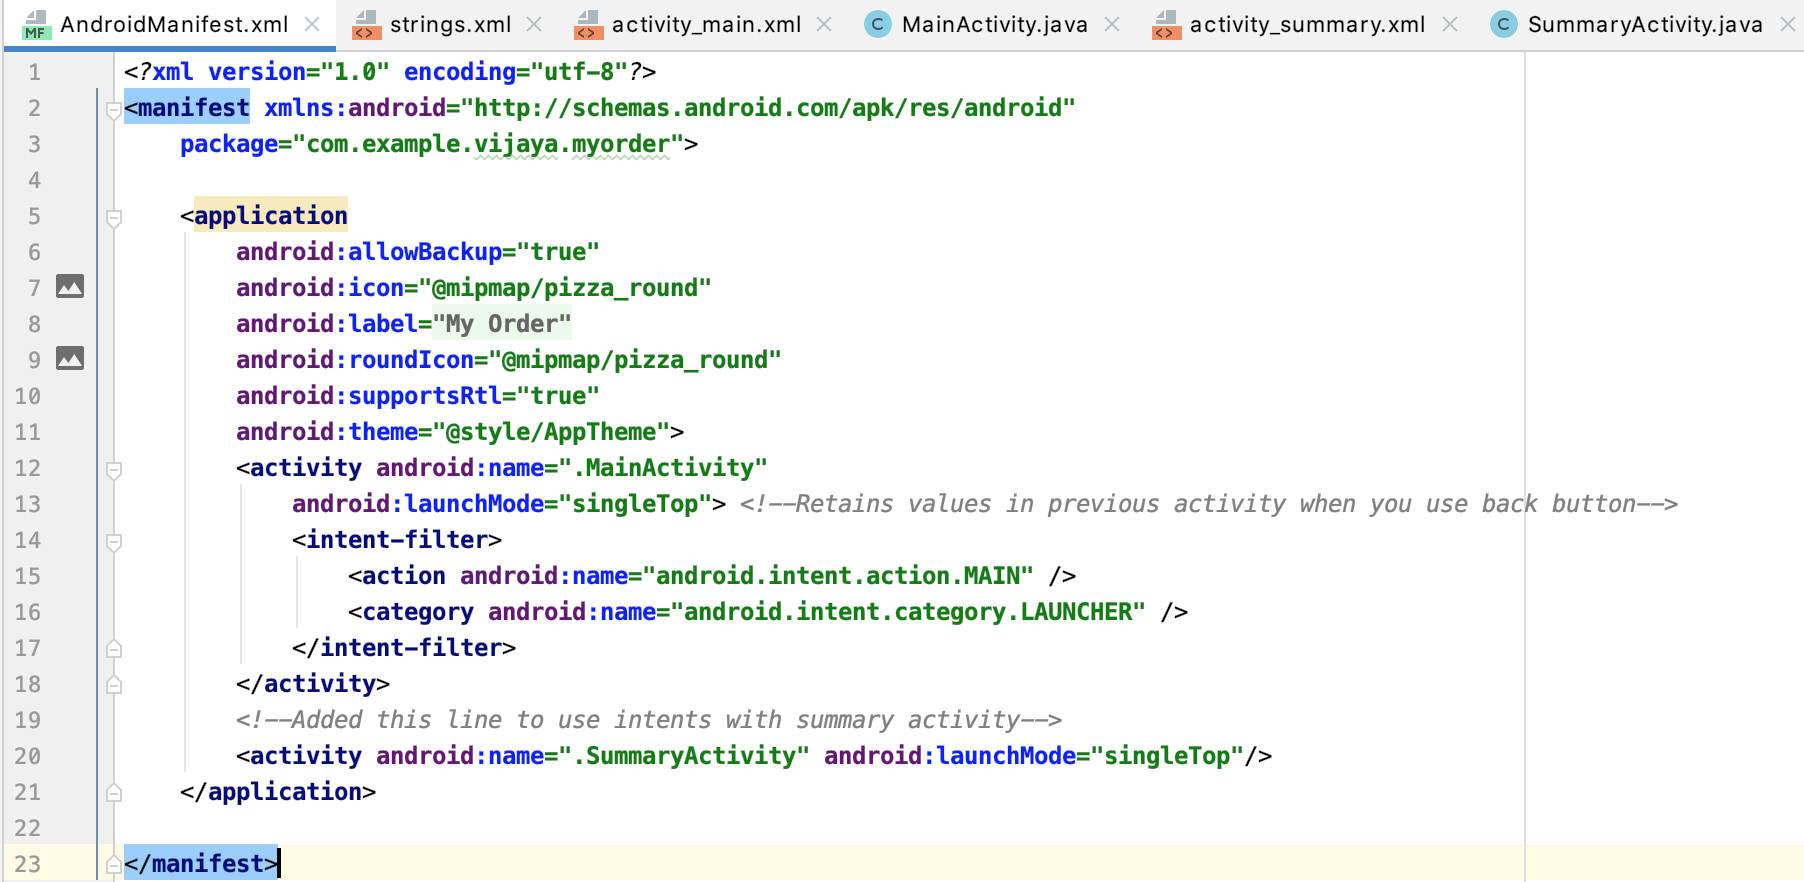 AndroidManifest.xml strings.xml activity_main.xml MainActivity.java activity_summary.xml SummaryActivity.java
1 <?xml version="1.0" encoding="utf-8"?>
2 <manifest xmlns:android="http://schemas.android.com/apk/res/android"
3     package="com.example.vijaya.myorder">
4
5     <application
6         android:allowBackup="true"
7         android:icon="@mipmap/pizza_round"
8         android:label="My Order"
9         android:roundIcon="@mipmap/pizza_round"
10         android:supportsRtl="true"
11         android:theme="@style/AppTheme">
12         <activity android:name=".MainActivity"
13             android:launchMode="singleTop"> <!--Retains values in previous activity when you use back button-->
14             <intent-filter>
15                 <action android:name="android.intent.action.MAIN" />
16                 <category android:name="android.intent.category.LAUNCHER" />
17             </intent-filter>
18         </activity>
19         <!--Added this line to use intents with summary activity-->
20         <activity android:name=".SummaryActivity" android:launchMode="singleTop"/>
21     </application>
22
23 </manifest>